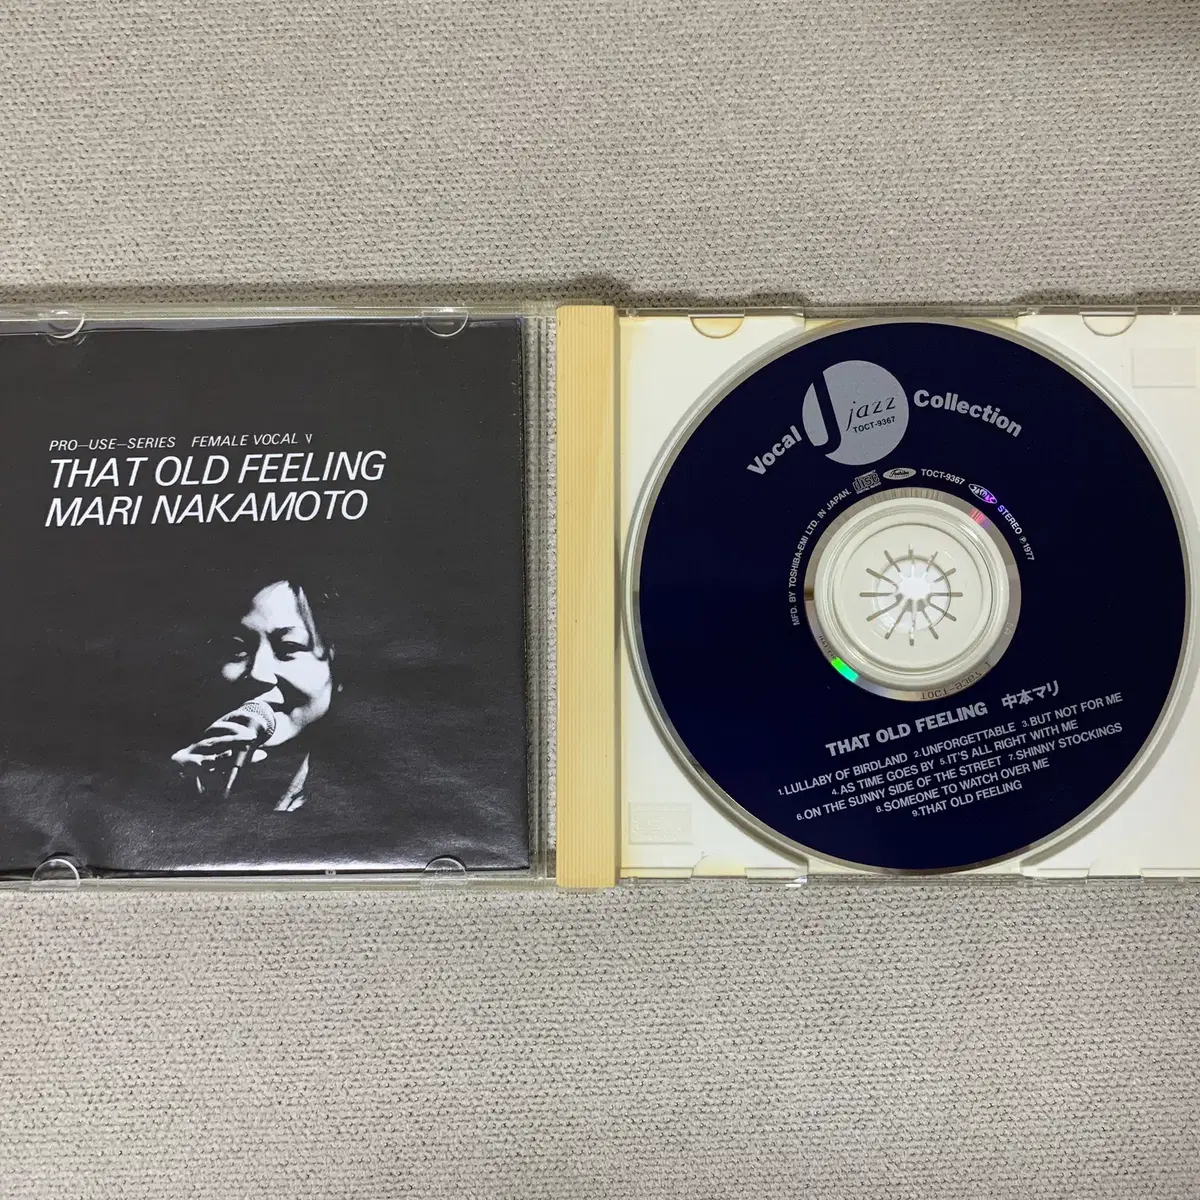 PRO-USE-SERIES FEMALE VOCAL V
THAT OLD FEELING
MARI NAKAMOTO
Vocal J jazz Collection
TOCT-9367
MFD. BY TOSHIBA-EMI LTD. IN JAPAN. disc Toshiba TOCT-9367 STEREO ℗1977
TOCT-9367
THAT OLD FEELING 中本マリ
1.LULLABY OF BIRDLAND 2.UNFORGETTABLE 3.BUT NOT FOR ME
4.AS TIME GOES BY 5.IT'S ALL RIGHT WITH ME
6.ON THE SUNNY SIDE OF THE STREET 7.SHINNY STOCKINGS
8.SOMEONE TO WATCH OVER ME
9.THAT OLD FEELING